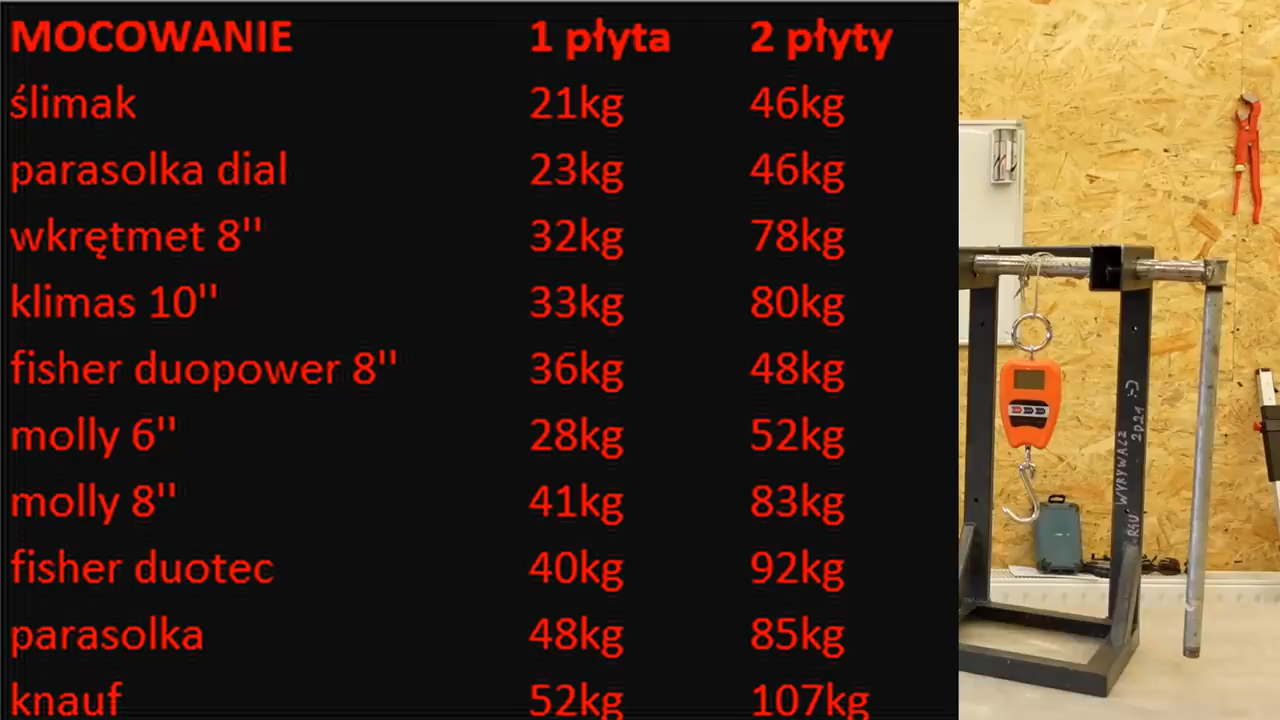 MOCOWANIE 1 płyta 2 płyty
ślimak 21kg 46kg
parasolka dial 23kg 46kg
wkrętmet 8'' 32kg 78kg
klimas 10'' 33kg 80kg
fisher duopower 8'' 36kg 48kg
molly 6'' 28kg 52kg
molly 8'' 41kg 83kg
fisher duotec 40kg 92kg
parasolka 48kg 85kg
knauf 52kg 107kg
WYRYWACZ
2021 :-)